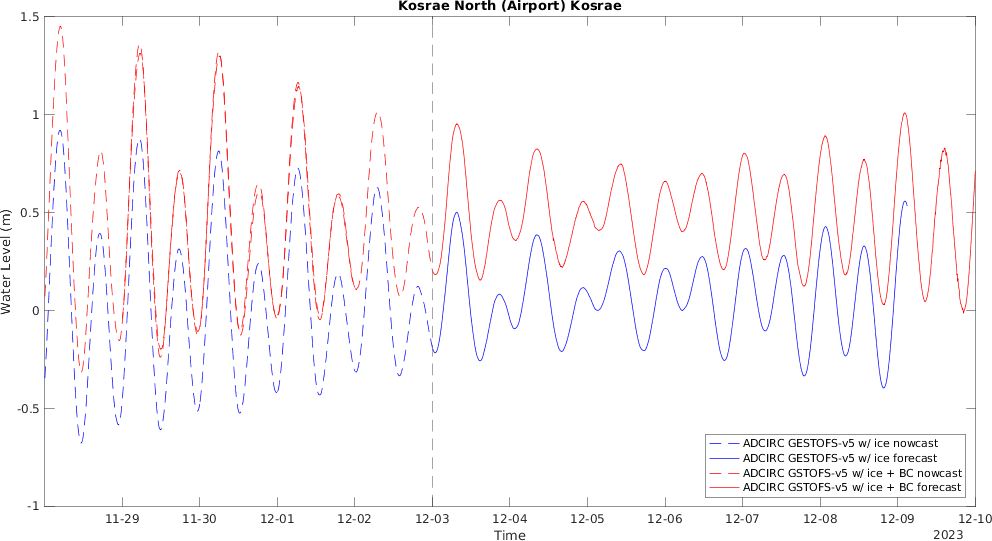 Kosrae North (Airport) Kosrae
1.5
1
0.5
0
-0.5
-1
Water Level (m)
11-29 11-30 12-01 12-02 12-03 12-04 12-05 12-06 12-07 12-08 12-09 12-10
Time
2023
ADCIRC GESTOFS-v5 w/ ice nowcast
ADCIRC GESTOFS-v5 w/ ice forecast
ADCIRC GSTOFS-v5 w/ ice + BC nowcast
ADCIRC GSTOFS-v5 w/ ice + BC forecast